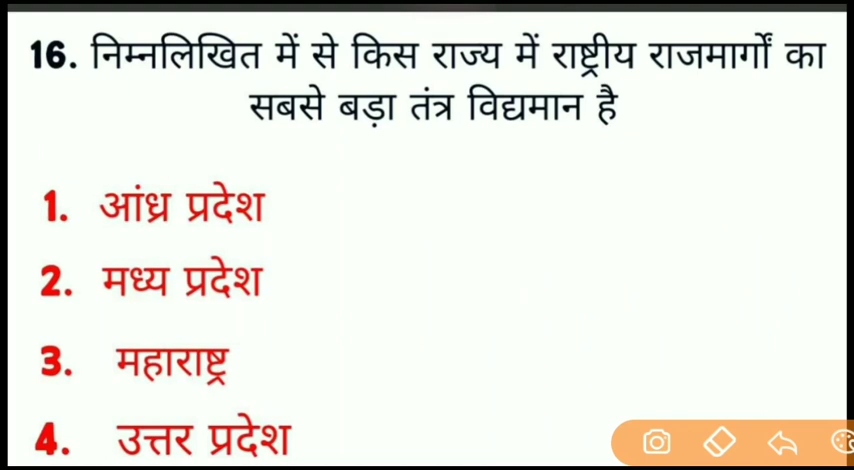 16. निम्नलिखित में से किस राज्य में राष्ट्रीय राजमार्गों का
सबसे बड़ा तंत्र विद्यमान है
1. आंध्र प्रदेश
2. मध्य प्रदेश
3. महाराष्ट्र
4. उत्तर प्रदेश